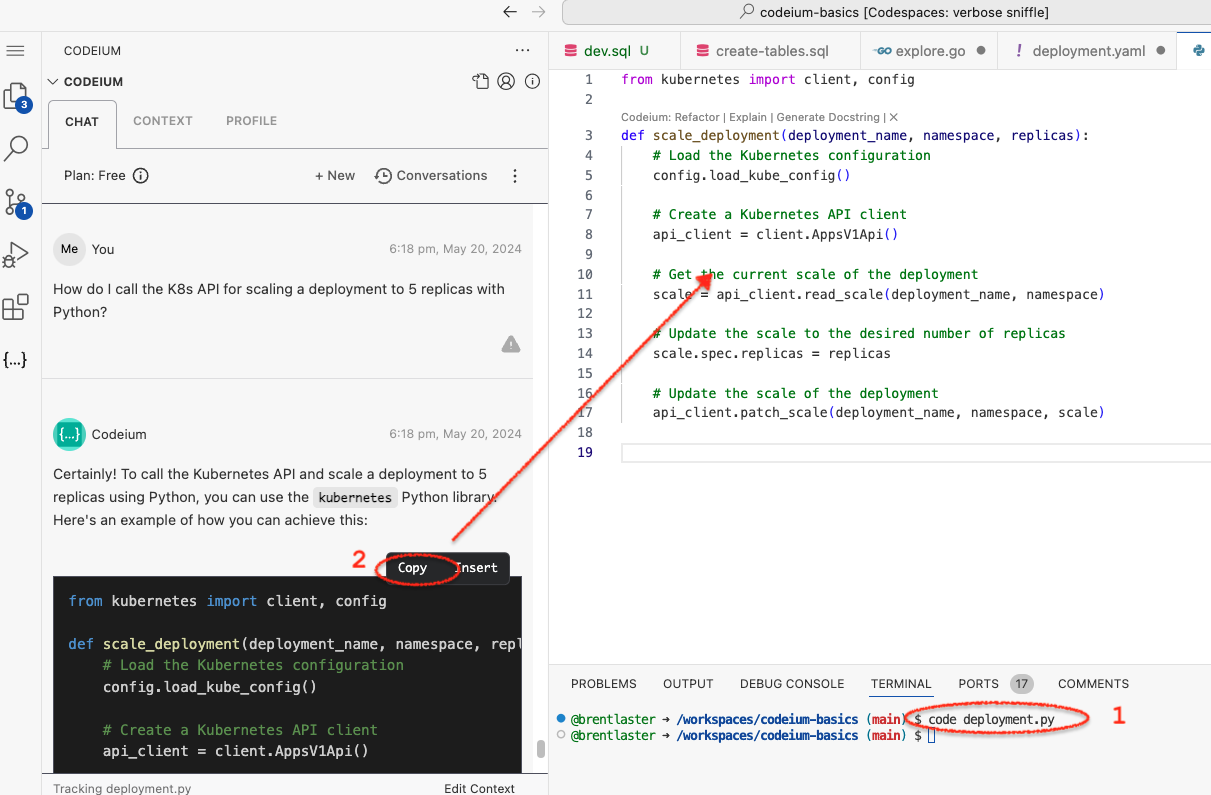 codeium-basics [Codespaces: verbose sniffle]
CODEIUM
...
CODEIUM
3
1
{...}
CHAT CONTEXT PROFILE
Plan: Free + New Conversations
Me You 6:18 pm, May 20, 2024
How do I call the K8s API for scaling a deployment to 5 replicas with
Python?
{...} Codeium 6:18 pm, May 20, 2024
Certainly! To call the Kubernetes API and scale a deployment to 5
replicas using Python, you can use the kubernetes Python library.
Here's an example of how you can achieve this:
2 Copy Insert
from kubernetes import client, config
def scale_deployment(deployment_name, namespace, repl
# Load the Kubernetes configuration
config.load_kube_config()
# Create a Kubernetes API client
api_client = client.AppsV1Api()
Tracking deployment.py Edit Context
dev.sql U create-tables.sql GO explore.go ! deployment.yaml
1 from kubernetes import client, config
2
Codeium: Refactor | Explain | Generate Docstring | X
3 def scale_deployment(deployment_name, namespace, replicas):
4 # Load the Kubernetes configuration
5 config.load_kube_config()
6
7 # Create a Kubernetes API client
8 api_client = client.AppsV1Api()
9
10 # Get the current scale of the deployment
11 scale = api_client.read_scale(deployment_name, namespace)
12
13 # Update the scale to the desired number of replicas
14 scale.spec.replicas = replicas
15
16 # Update the scale of the deployment
17 api_client.patch_scale(deployment_name, namespace, scale)
18
19
PROBLEMS OUTPUT DEBUG CONSOLE TERMINAL PORTS 17 COMMENTS
@brentlaster → /workspaces/codeium-basics (main) $ code deployment.py 1
@brentlaster → /workspaces/codeium-basics (main) $